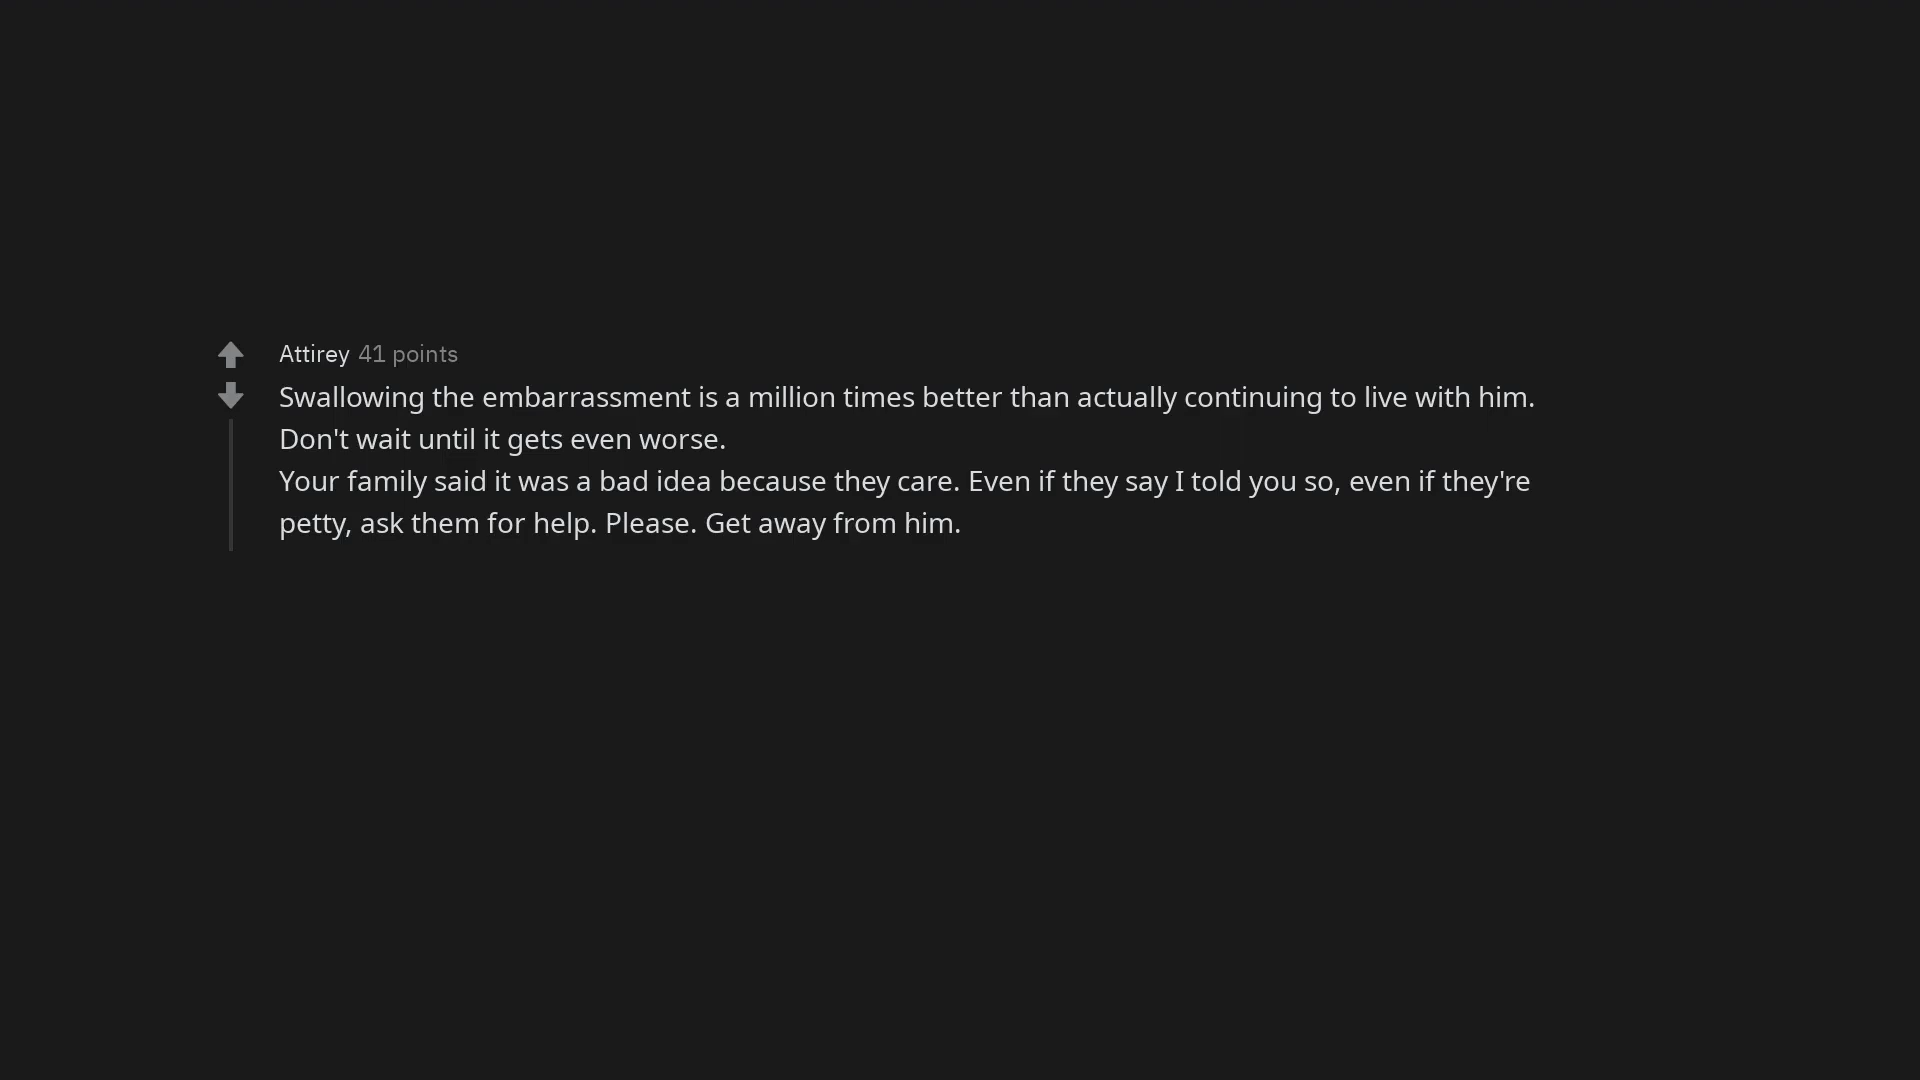 Attirey 41 points
Swallowing the embarrassment is a million times better than actually continuing to live with him.
Don't wait until it gets even worse.
Your family said it was a bad idea because they care. Even if they say I told you so, even if they're
petty, ask them for help. Please. Get away from him.